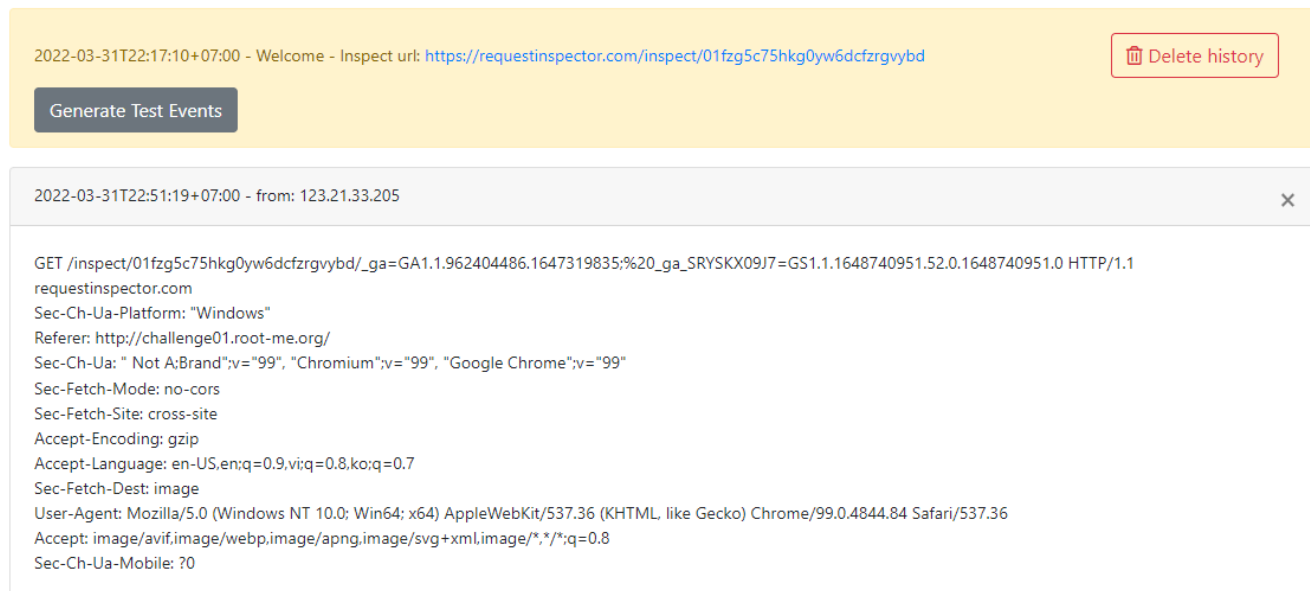 2022-03-31T22:17:10+07:00 - Welcome - Inspect url: https://requestinspector.com/inspect/01fzg5c75hkg0yw6dcfzrgvybd
Delete history
Generate Test Events
2022-03-31T22:51:19+07:00 - from: 123.21.33.205
×
GET /inspect/01fzg5c75hkg0yw6dcfzrgvybd/_ga=GA1.1.962404486.1647319835;%20_ga_SRYSKX09J7=GS1.1.1648740951.52.0.1648740951.0 HTTP/1.1
requestinspector.com
Sec-Ch-Ua-Platform: "Windows"
Referer: http://challenge01.root-me.org/
Sec-Ch-Ua: " Not A;Brand";v="99", "Chromium";v="99", "Google Chrome";v="99"
Sec-Fetch-Mode: no-cors
Sec-Fetch-Site: cross-site
Accept-Encoding: gzip
Accept-Language: en-US,en;q=0.9,vi;q=0.8,ko;q=0.7
Sec-Fetch-Dest: image
User-Agent: Mozilla/5.0 (Windows NT 10.0; Win64; x64) AppleWebKit/537.36 (KHTML, like Gecko) Chrome/99.0.4844.84 Safari/537.36
Accept: image/avif,image/webp,image/apng,image/svg+xml,image/*,*/*;q=0.8
Sec-Ch-Ua-Mobile: ?0